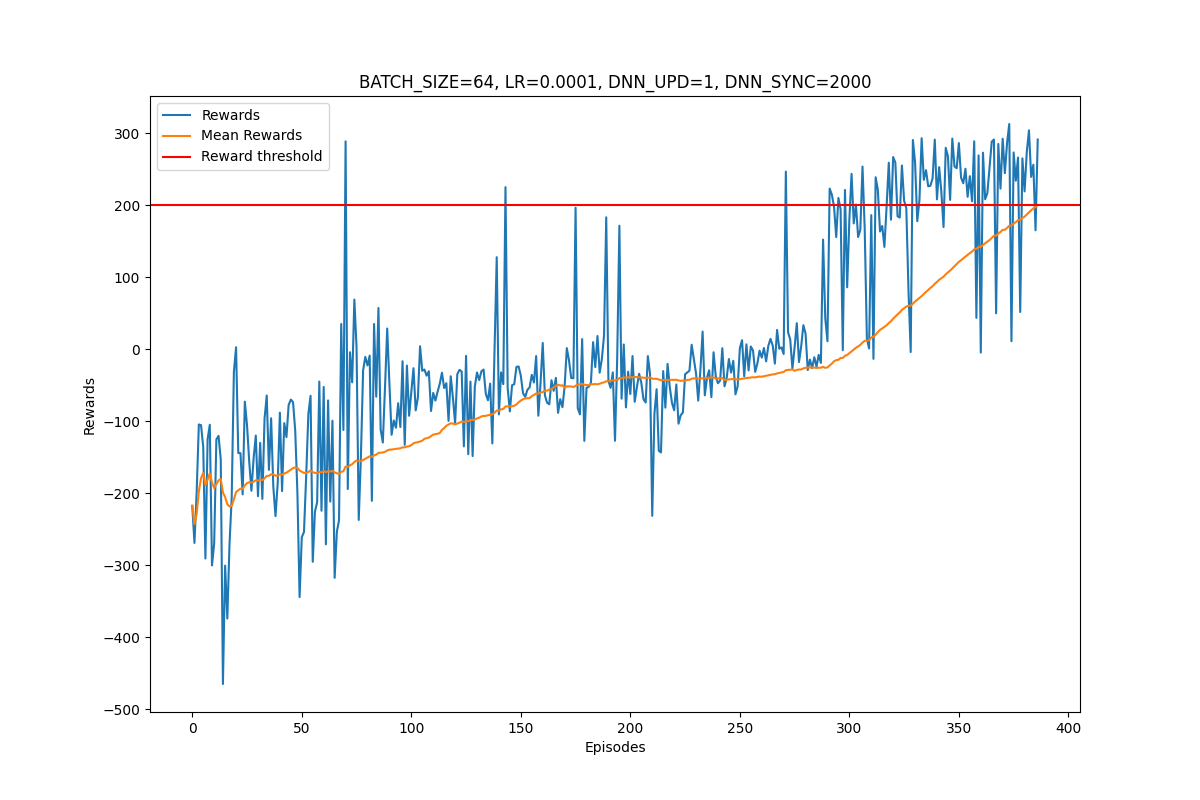 BATCH_SIZE=64, LR=0.0001, DNN_UPD=1, DNN_SYNC=2000
Rewards
Mean Rewards
Reward threshold
300
200
100
0
−100
−200
−300
−400
−500
Rewards
0 50 100 150 200 250 300 350 400
Episodes